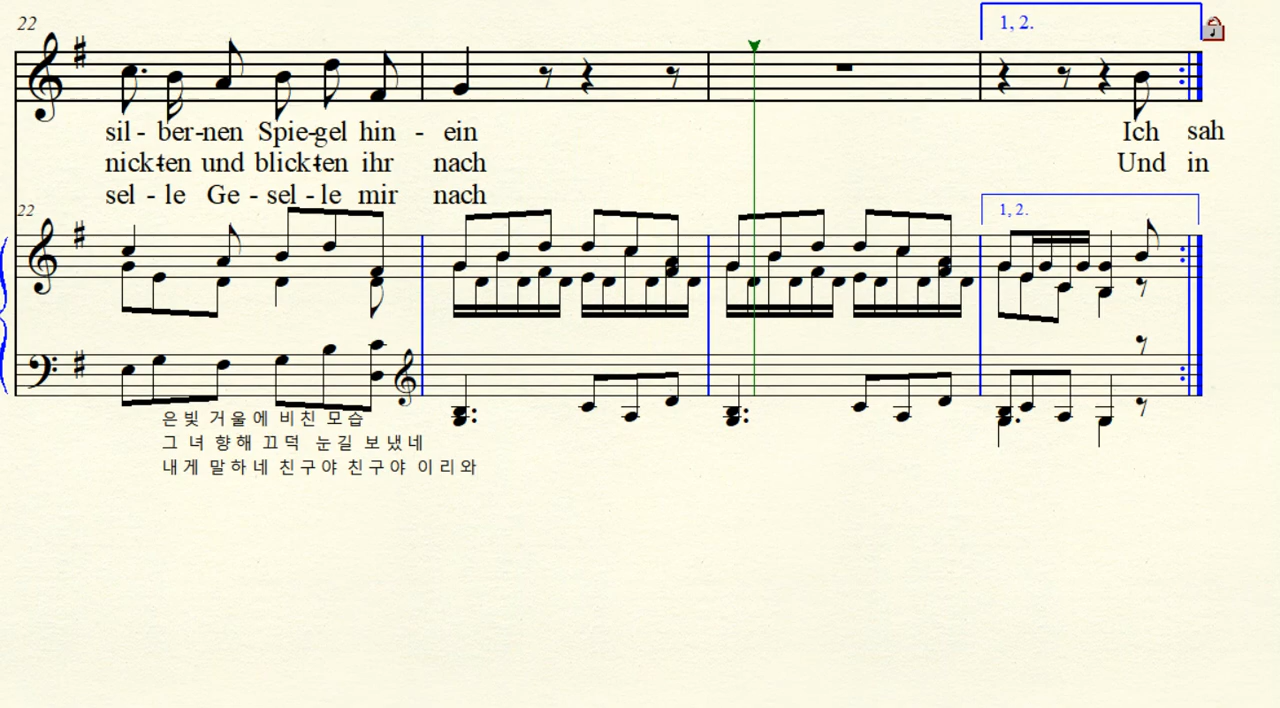 22
1, 2.
sil - ber-nen Spie-gel hin - ein Ich sah
nick-ten und blick-ten ihr nach Und in
sel - le Ge - sel - le mir nach
22
1, 2.
은빛 거울에 비친 모습
그 녀 향해 끄덕 눈길 보냈네
내게 말하네 친구야 친구야 이리와